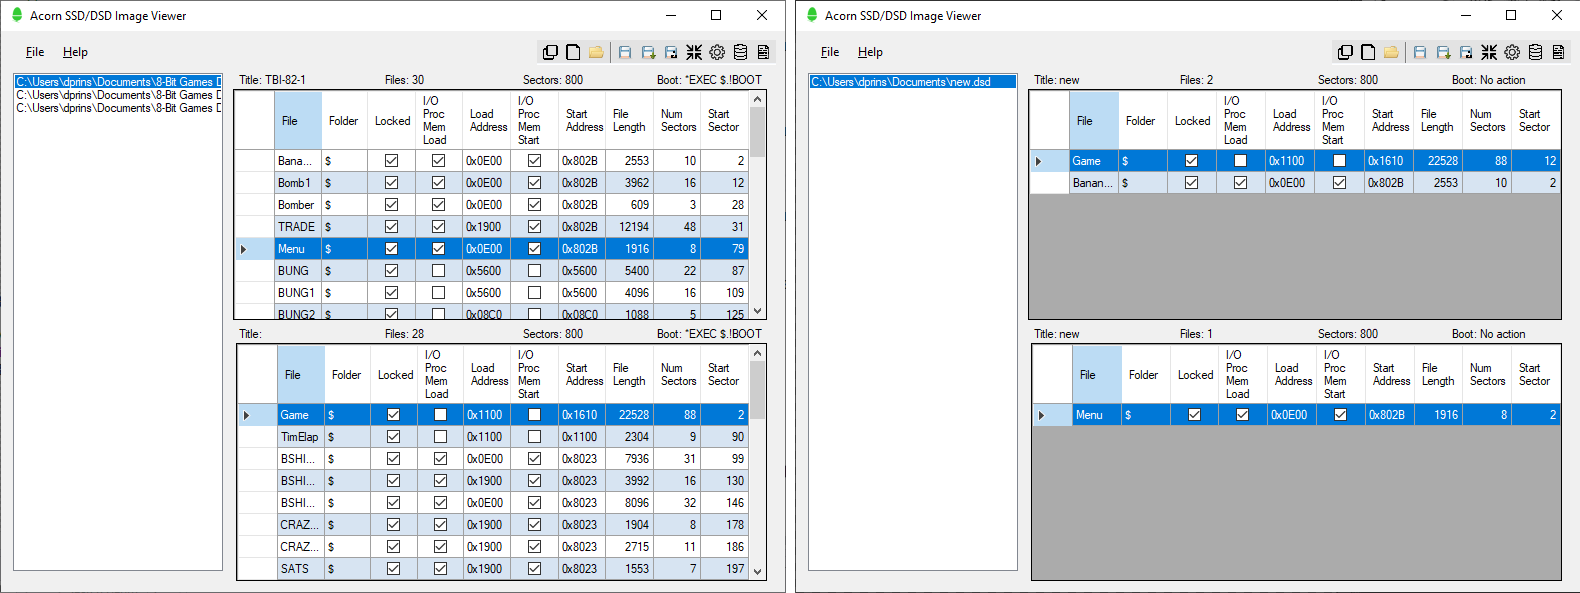 Acorn SSD/DSD Image Viewer
File Help
C:\Users\dprins\Documents\8-Bit Games D
C:\Users\dprins\Documents\8-Bit Games D
C:\Users\dprins\Documents\8-Bit Games D
Title: TBI-82-1 Files: 30 Sectors: 800 Boot: *EXEC $.!BOOT
File Folder Locked I/O Proc Mem Load Load Address I/O Proc Mem Start Start Address File Length Num Sectors Start Sector
Bana... $ 0x0E00 0x802B 2553 10 2
Bomb1 $ 0x0E00 0x802B 3962 16 12
Bomber $ 0x0E00 0x802B 609 3 28
TRADE $ 0x1900 0x802B 12194 48 31
Menu $ 0x0E00 0x802B 1916 8 79
BUNG $ 0x5600 0x5600 5400 22 87
BUNG1 $ 0x5600 0x5600 4096 16 109
BUNG2 $ 0x08C0 0x08C0 1088 5 125
Title: Files: 28 Sectors: 800 Boot: *EXEC $.!BOOT
File Folder Locked I/O Proc Mem Load Load Address I/O Proc Mem Start Start Address File Length Num Sectors Start Sector
Game $ 0x1100 0x1610 22528 88 2
TimElap $ 0x1100 0x1100 2304 9 90
BSHI... $ 0x0E00 0x8023 7936 31 99
BSHI... $ 0x1900 0x8023 3992 16 130
BSHI... $ 0x0E00 0x8023 8096 32 146
CRAZ... $ 0x1900 0x8023 1904 8 178
CRAZ... $ 0x1900 0x8023 2715 11 186
SATS $ 0x1900 0x8023 1553 7 197
Acorn SSD/DSD Image Viewer
File Help
C:\Users\dprins\Documents\new.dsd
Title: new Files: 2 Sectors: 800 Boot: No action
File Folder Locked I/O Proc Mem Load Load Address I/O Proc Mem Start Start Address File Length Num Sectors Start Sector
Game $ 0x1100 0x1610 22528 88 12
Banan... $ 0x0E00 0x802B 2553 10 2
Title: new Files: 1 Sectors: 800 Boot: No action
File Folder Locked I/O Proc Mem Load Load Address I/O Proc Mem Start Start Address File Length Num Sectors Start Sector
Menu $ 0x0E00 0x802B 1916 8 2